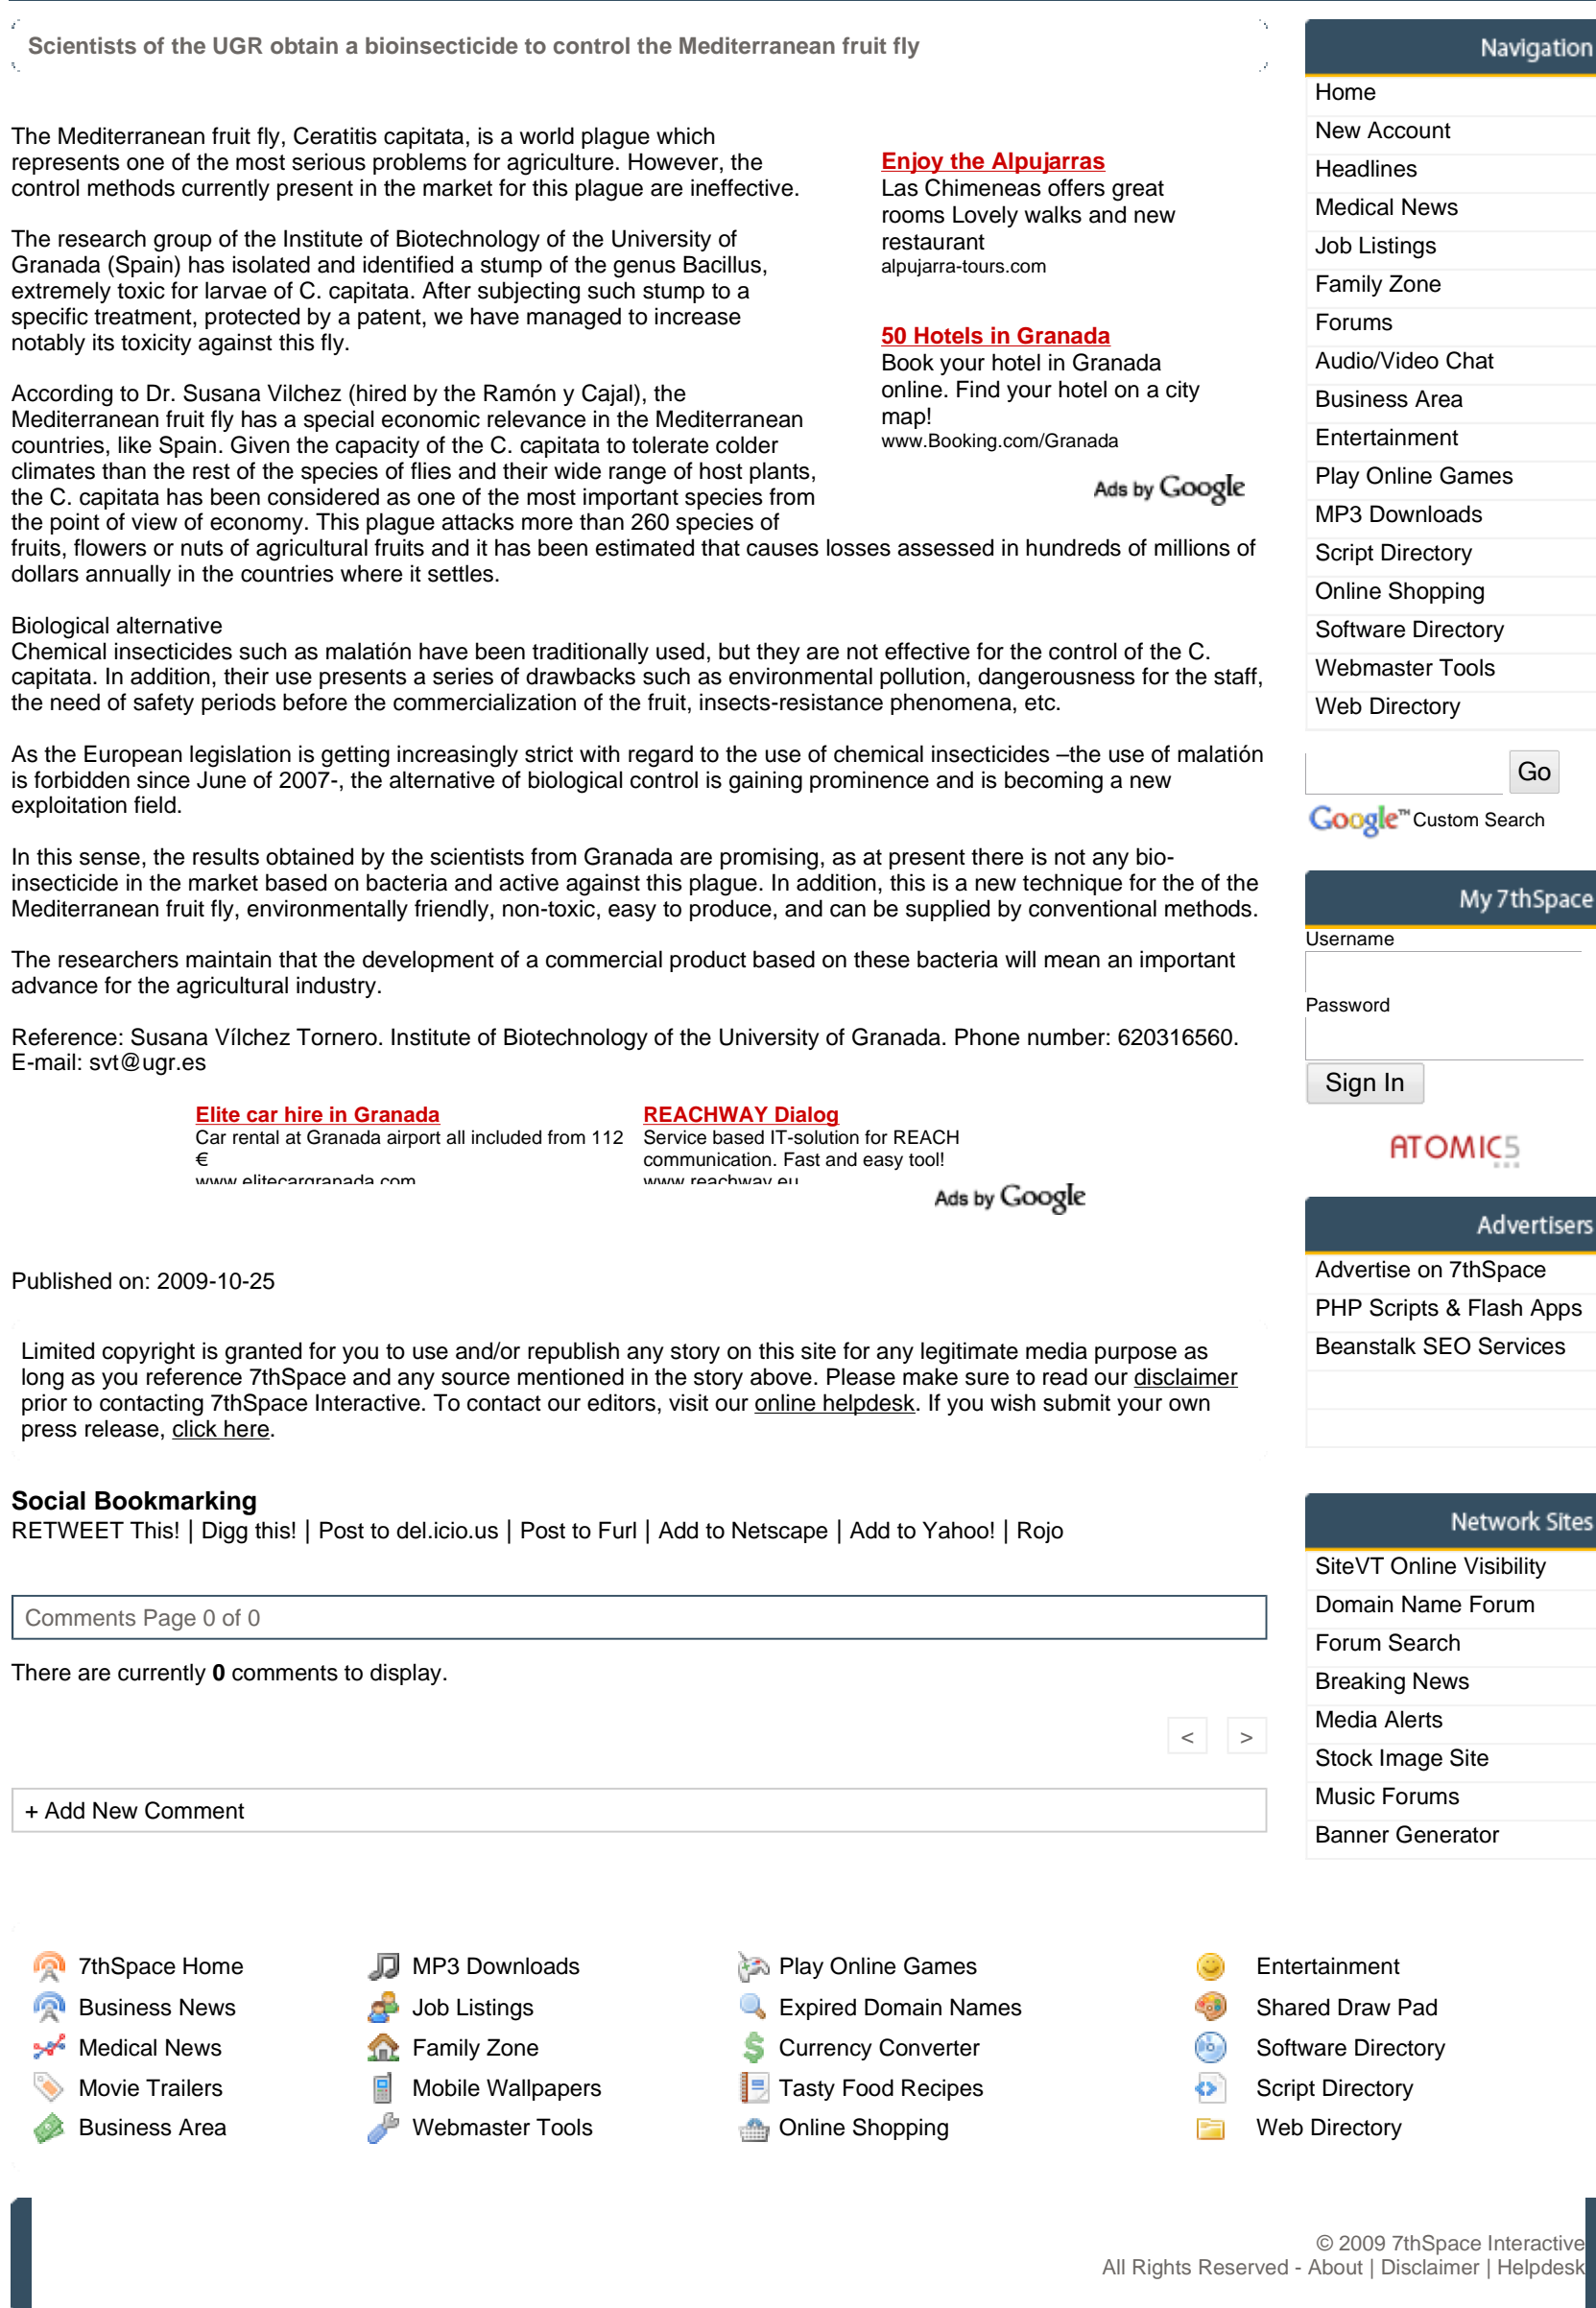 Scientists of the UGR obtain a bioinsecticide to control the Mediterranean fruit fly
The Mediterranean fruit fly, Ceratitis capitata, is a world plague which
represents one of the most serious problems for agriculture. However, the
control methods currently present in the market for this plague are ineffective.
The research group of the Institute of Biotechnology of the University of
Granada (Spain) has isolated and identified a stump of the genus Bacillus,
extremely toxic for larvae of C. capitata. After subjecting such stump to a
specific treatment, protected by a patent, we have managed to increase
notably its toxicity against this fly.
According to Dr. Susana Vilchez (hired by the Ramón y Cajal), the
Mediterranean fruit fly has a special economic relevance in the Mediterranean
countries, like Spain. Given the capacity of the C. capitata to tolerate colder
climates than the rest of the species of flies and their wide range of host plants,
the C. capitata has been considered as one of the most important species from
the point of view of economy. This plague attacks more than 260 species of
fruits, flowers or nuts of agricultural fruits and it has been estimated that causes losses assessed in hundreds of millions of
dollars annually in the countries where it settles.
Enjoy the Alpujarras
Las Chimeneas offers great
rooms Lovely walks and new
restaurant
alpujarra-tours.com
50 Hotels in Granada
Book your hotel in Granada
online. Find your hotel on a city
map!
www.Booking.com/Granada
Ads by Google
Biological alternative
Chemical insecticides such as malatión have been traditionally used, but they are not effective for the control of the C.
capitata. In addition, their use presents a series of drawbacks such as environmental pollution, dangerousness for the staff,
the need of safety periods before the commercialization of the fruit, insects-resistance phenomena, etc.
As the European legislation is getting increasingly strict with regard to the use of chemical insecticides –the use of malatión
is forbidden since June of 2007-, the alternative of biological control is gaining prominence and is becoming a new
exploitation field.
In this sense, the results obtained by the scientists from Granada are promising, as at present there is not any bio-
insecticide in the market based on bacteria and active against this plague. In addition, this is a new technique for the of the
Mediterranean fruit fly, environmentally friendly, non-toxic, easy to produce, and can be supplied by conventional methods.
The researchers maintain that the development of a commercial product based on these bacteria will mean an important
advance for the agricultural industry.
Reference: Susana Vílchez Tornero. Institute of Biotechnology of the University of Granada. Phone number: 620316560.
E-mail: svt@ugr.es
Elite car hire in Granada
Car rental at Granada airport all included from 112
€
www.elitecargranada.com
REACHWAY Dialog
Service based IT-solution for REACH
communication. Fast and easy tool!
www.reachway.eu
Ads by Google
Published on: 2009-10-25
Limited copyright is granted for you to use and/or republish any story on this site for any legitimate media purpose as
long as you reference 7thSpace and any source mentioned in the story above. Please make sure to read our disclaimer
prior to contacting 7thSpace Interactive. To contact our editors, visit our online helpdesk. If you wish submit your own
press release, click here.
Social Bookmarking
RETWEET This! | Digg this! | Post to del.icio.us | Post to Furl | Add to Netscape | Add to Yahoo! | Rojo
Comments Page 0 of 0
There are currently 0 comments to display.
< >
+ Add New Comment
Navigation
Home
New Account
Headlines
Medical News
Job Listings
Family Zone
Forums
Audio/Video Chat
Business Area
Entertainment
Play Online Games
MP3 Downloads
Script Directory
Online Shopping
Software Directory
Webmaster Tools
Web Directory
Go
Google™ Custom Search
My 7thSpace
Username
Password
Sign In
ATOMIC5
Advertisers
Advertise on 7thSpace
PHP Scripts & Flash Apps
Beanstalk SEO Services
Network Sites
SiteVT Online Visibility
Domain Name Forum
Forum Search
Breaking News
Media Alerts
Stock Image Site
Music Forums
Banner Generator
7thSpace Home
Business News
Medical News
Movie Trailers
Business Area
MP3 Downloads
Job Listings
Family Zone
Mobile Wallpapers
Webmaster Tools
Play Online Games
Expired Domain Names
Currency Converter
Tasty Food Recipes
Online Shopping
Entertainment
Shared Draw Pad
Software Directory
Script Directory
Web Directory
© 2009 7thSpace Interactive
All Rights Reserved - About | Disclaimer | Helpdesk